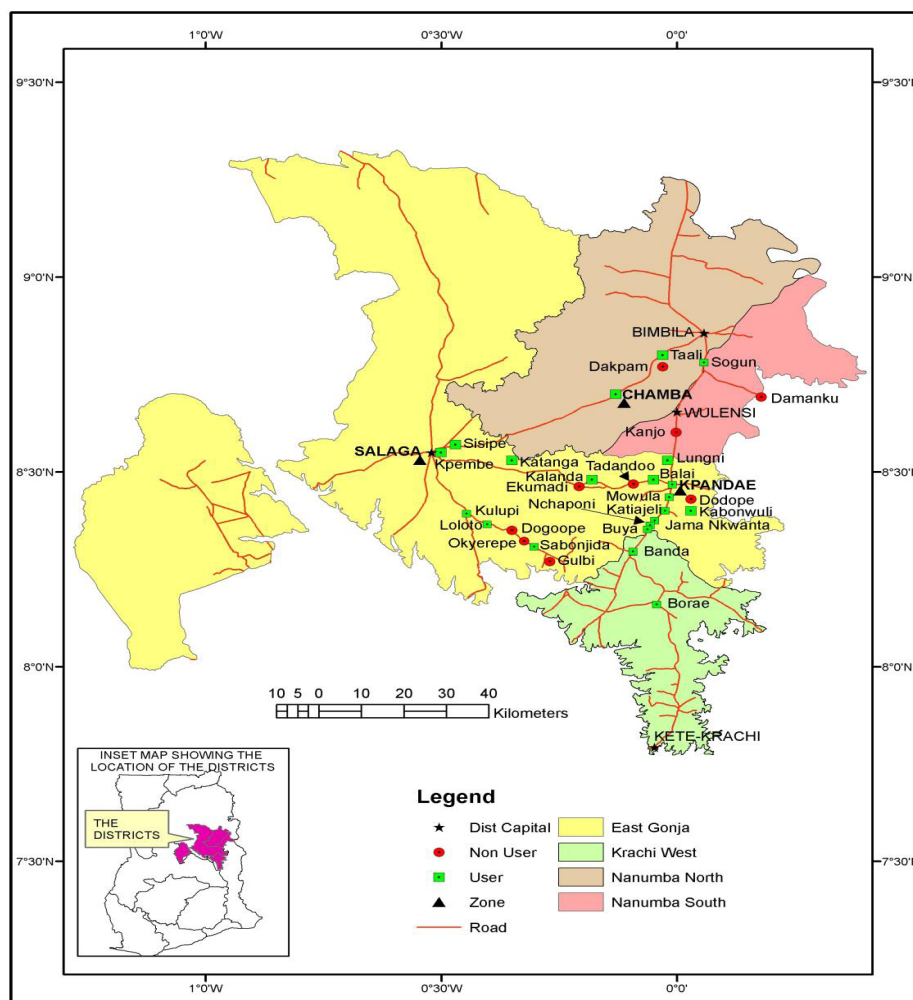 1°0'W
0°30'W
0°0'
9°30'N
9°30'N
9°0'N
9°0'N
8°30'N
8°30'N
8°0'N
8°0'N
7°30'N
7°30'N
BIMBILA
Taali
Sogun
Dakpam
CHAMBA
Damanku
WULENSI
Kanjo
SALAGA
Sisipe
Kpembe
Katanga
Tadandoo
Lungni
Balai
Kalanda
KPANDAE
Ekumadi
Mowula
Dodope
Nchaponi
Katiajeli
Kabonwuli
Kulupi
Loloto
Dogoope
Buya
Jama Nkwanta
Okyerepe
Sabonjida
Banda
Gulbi
Borae
KETE-KRACHI
10 5 0 10 20 30 40
Kilometers
INSET MAP SHOWING THE
LOCATION OF THE DISTRICTS
THE
DISTRICTS
Legend
Dist Capital
Non User
User
Zone
Road
East Gonja
Krachi West
Nanumba North
Nanumba South
1°0'W
0°30'W
0°0'